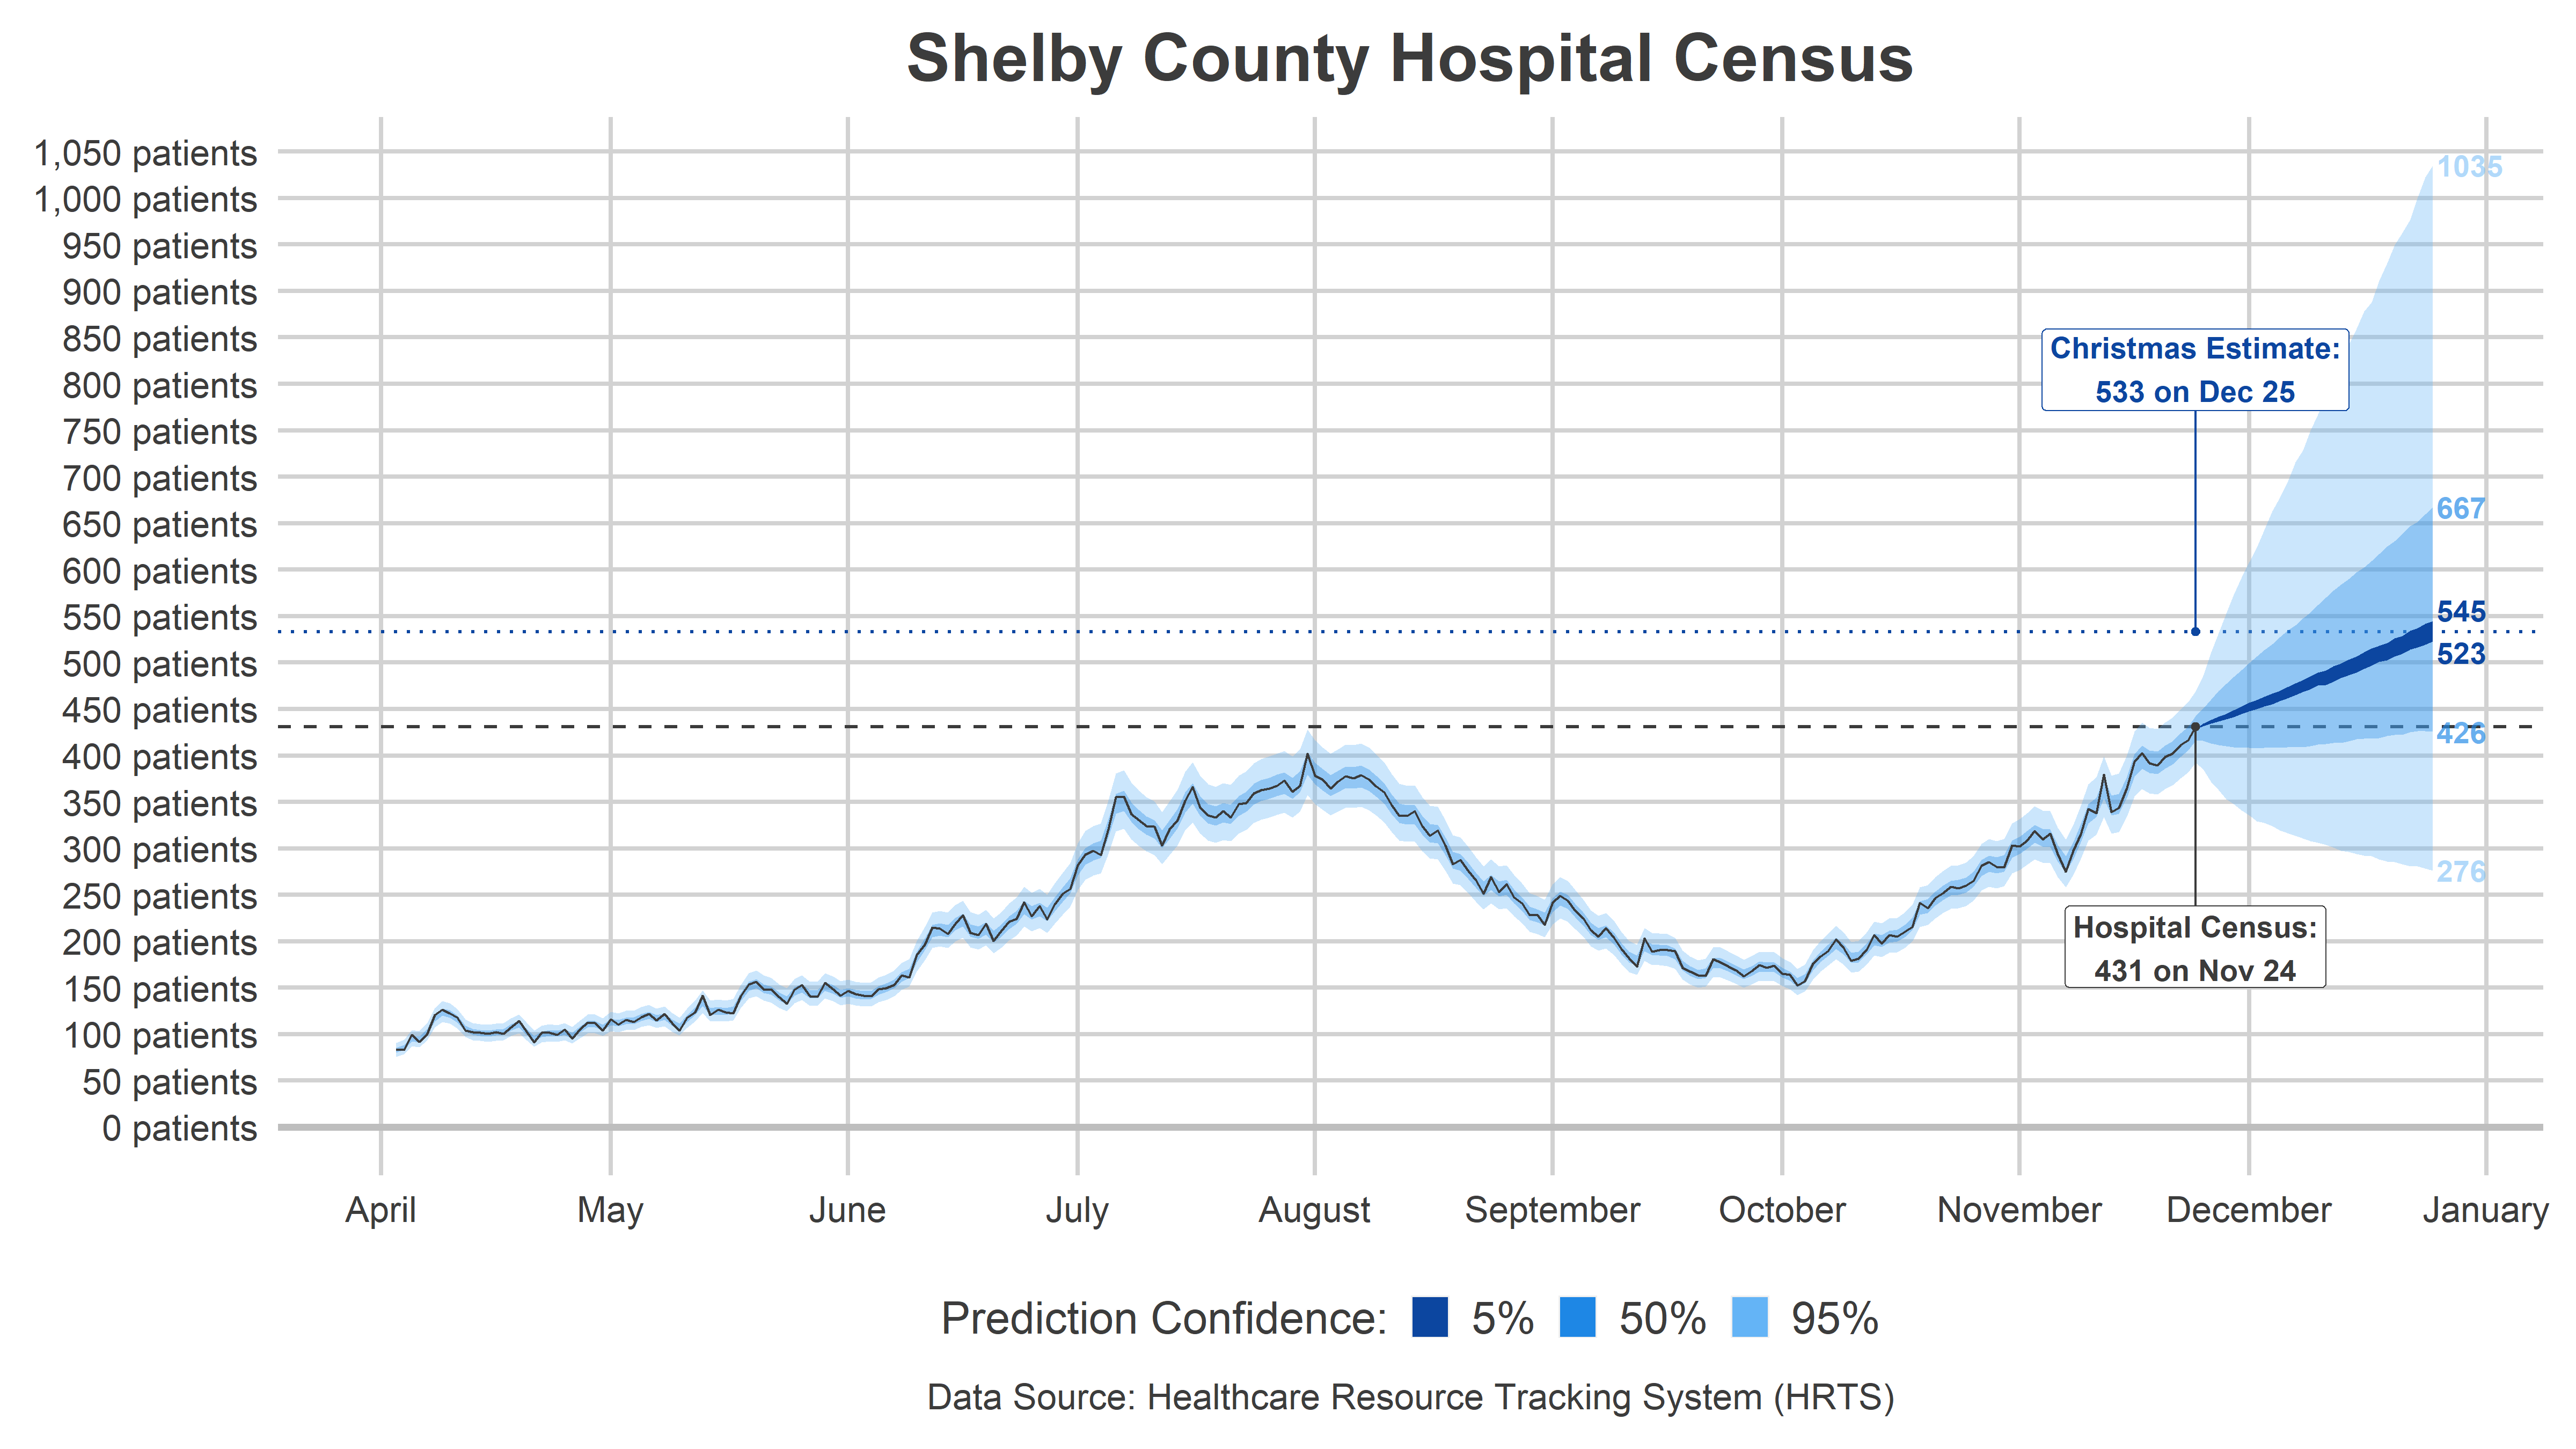 Shelby County Hospital Census
1,050 patients
1,000 patients
950 patients
900 patients
850 patients
800 patients
750 patients
700 patients
650 patients
600 patients
550 patients
500 patients
450 patients
400 patients
350 patients
300 patients
250 patients
200 patients
150 patients
100 patients
50 patients
0 patients
1035
Christmas Estimate:
533 on Dec 25
667
545
523
426
276
Hospital Census:
431 on Nov 24
April May June July August September October November December January
Prediction Confidence: 5% 50% 95%
Data Source: Healthcare Resource Tracking System (HRTS)